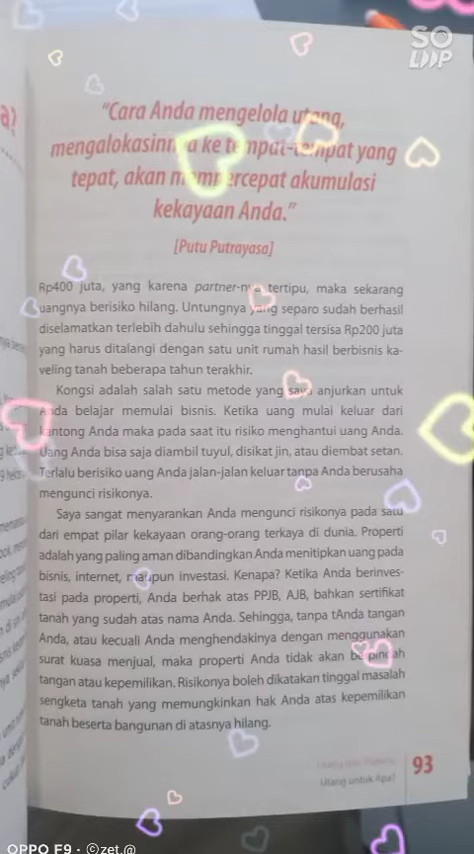 SO
LOOP
a?
"Cara Anda mengelola utang,
mengalokasinnya ke tempat-tempat yang
tepat, akan mempercepat akumulasi
kekayaan Anda."
[Putu Putrayasa]
Rp400 juta, yang karena partner-nya tertipu, maka sekarang
uangnya berisiko hilang. Untungnya yang separo sudah berhasil
diselamatkan terlebih dahulu sehingga tinggal tersisa Rp200 juta
yang harus ditalangi dengan satu unit rumah hasil berbisnis ka-
veling tanah beberapa tahun terakhir.
Kongsi adalah salah satu metode yang saya anjurkan untuk
Anda belajar memulai bisnis. Ketika uang mulai keluar dari
kantong Anda maka pada saat itu risiko menghantui uang Anda.
Uang Anda bisa saja diambil tuyul, disikat jin, atau diembat setan.
Terlalu berisiko uang Anda jalan-jalan keluar tanpa Anda berusaha
mengunci risikonya.
Saya sangat menyarankan Anda mengunci risikonya pada satu
dari empat pilar kekayaan orang-orang terkaya di dunia. Properti
adalah yang paling aman dibandingkan Anda menitipkan uang pada
bisnis, internet, maupun investasi. Kenapa? Ketika Anda berinves-
tasi pada properti, Anda berhak atas PPJB, AJB, bahkan sertifikat
tanah yang sudah atas nama Anda. Sehingga, tanpa tAnda tangan
Anda, atau kecuali Anda menghendakinya dengan menggunakan
surat kuasa menjual, maka properti Anda tidak akan berpindah
tangan atau kepemilikan. Risikonya boleh dikatakan tinggal masalah
sengketa tanah yang memungkinkan hak Anda atas kepemilikan
tanah beserta bangunan di atasnya hilang.
Utang untuk Apa?
93
OPPO F9 · ©zet.@